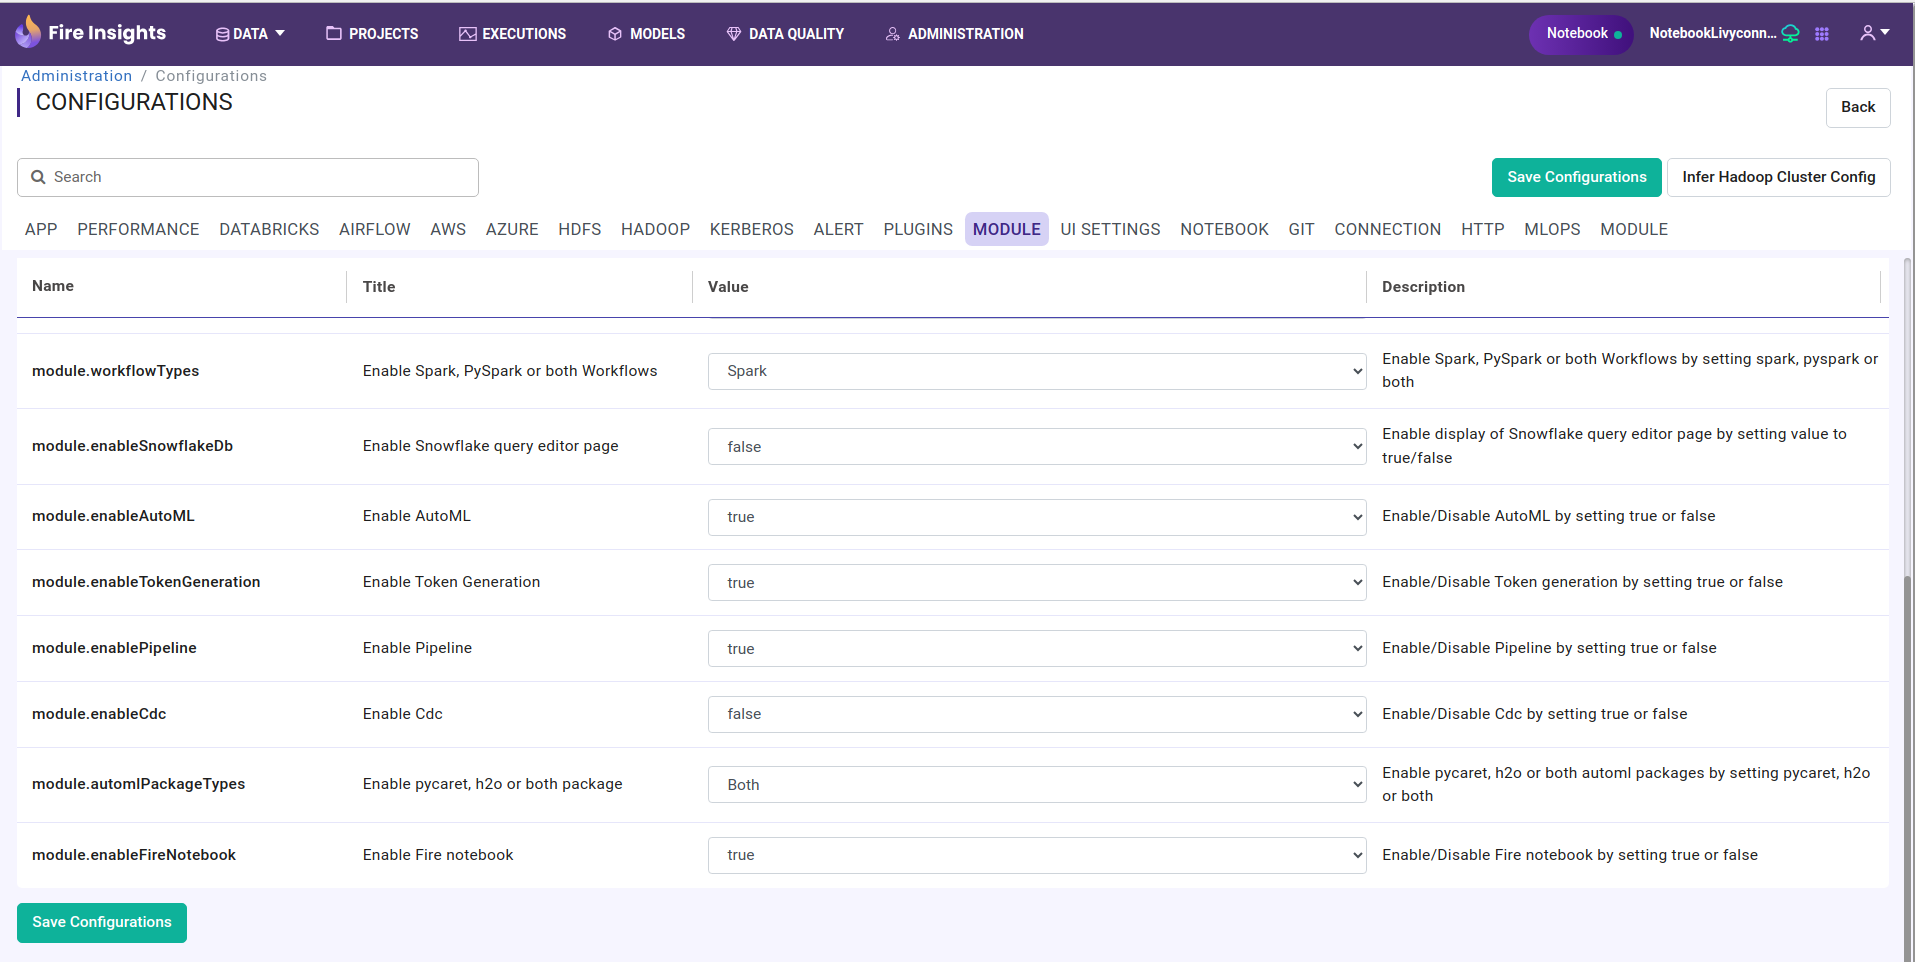 Fire Insights
DATA
PROJECTS
EXECUTIONS
MODELS
DATA QUALITY
ADMINISTRATION
Notebook
NotebookLivyconn...
Administration / Configurations
CONFIGURATIONS
Back
Search
Save Configurations
Infer Hadoop Cluster Config
APP PERFORMANCE DATABRICKS AIRFLOW AWS AZURE HDFS HADOOP KERBEROS ALERT PLUGINS MODULE UI SETTINGS NOTEBOOK GIT CONNECTION HTTP MLOPS MODULE
Name Title Value Description
module.workflowTypes
Enable Spark, PySpark or both Workflows
Spark
Enable Spark, PySpark or both Workflows by setting spark, pyspark or
both
module.enableSnowflakeDb
Enable Snowflake query editor page
false
Enable display of Snowflake query editor page by setting value to
true/false
module.enableAutoML
Enable AutoML
true
Enable/Disable AutoML by setting true or false
module.enableTokenGeneration
Enable Token Generation
true
Enable/Disable Token generation by setting true or false
module.enablePipeline
Enable Pipeline
true
Enable/Disable Pipeline by setting true or false
module.enableCdc
Enable Cdc
false
Enable/Disable Cdc by setting true or false
module.automlPackageTypes
Enable pycaret, h2o or both package
Both
Enable pycaret, h2o or both automl packages by setting pycaret, h2o
or both
module.enableFireNotebook
Enable Fire notebook
true
Enable/Disable Fire notebook by setting true or false
Save Configurations